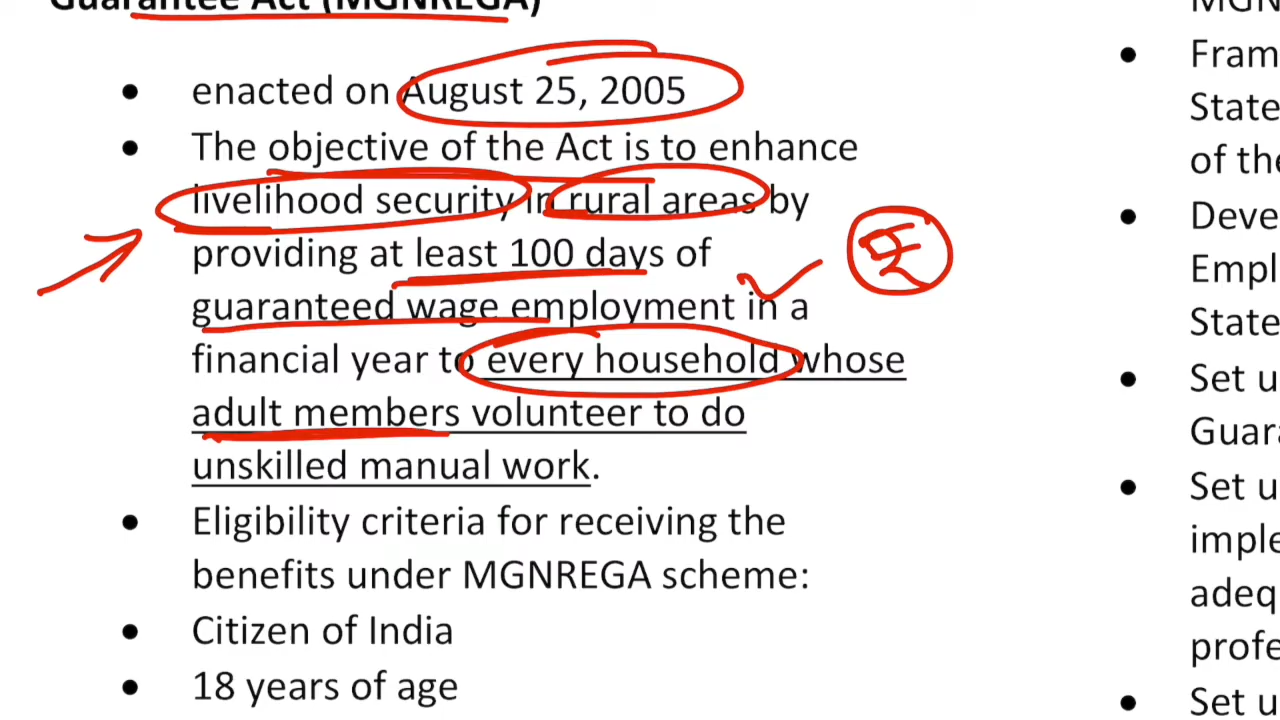 Guarantee Act (MGNREGA)
• enacted on August 25, 2005
• The objective of the Act is to enhance
livelihood security in rural areas by
providing at least 100 days of
guaranteed wage employment in a
financial year to every household whose
adult members volunteer to do
unskilled manual work.
• Eligibility criteria for receiving the
benefits under MGNREGA scheme:
• Citizen of India
• 18 years of age
₹
MGN
• Fram
State
of the
• Deve
Empl
State
• Set u
Guara
• Set u
imple
adeq
profe
• Set u